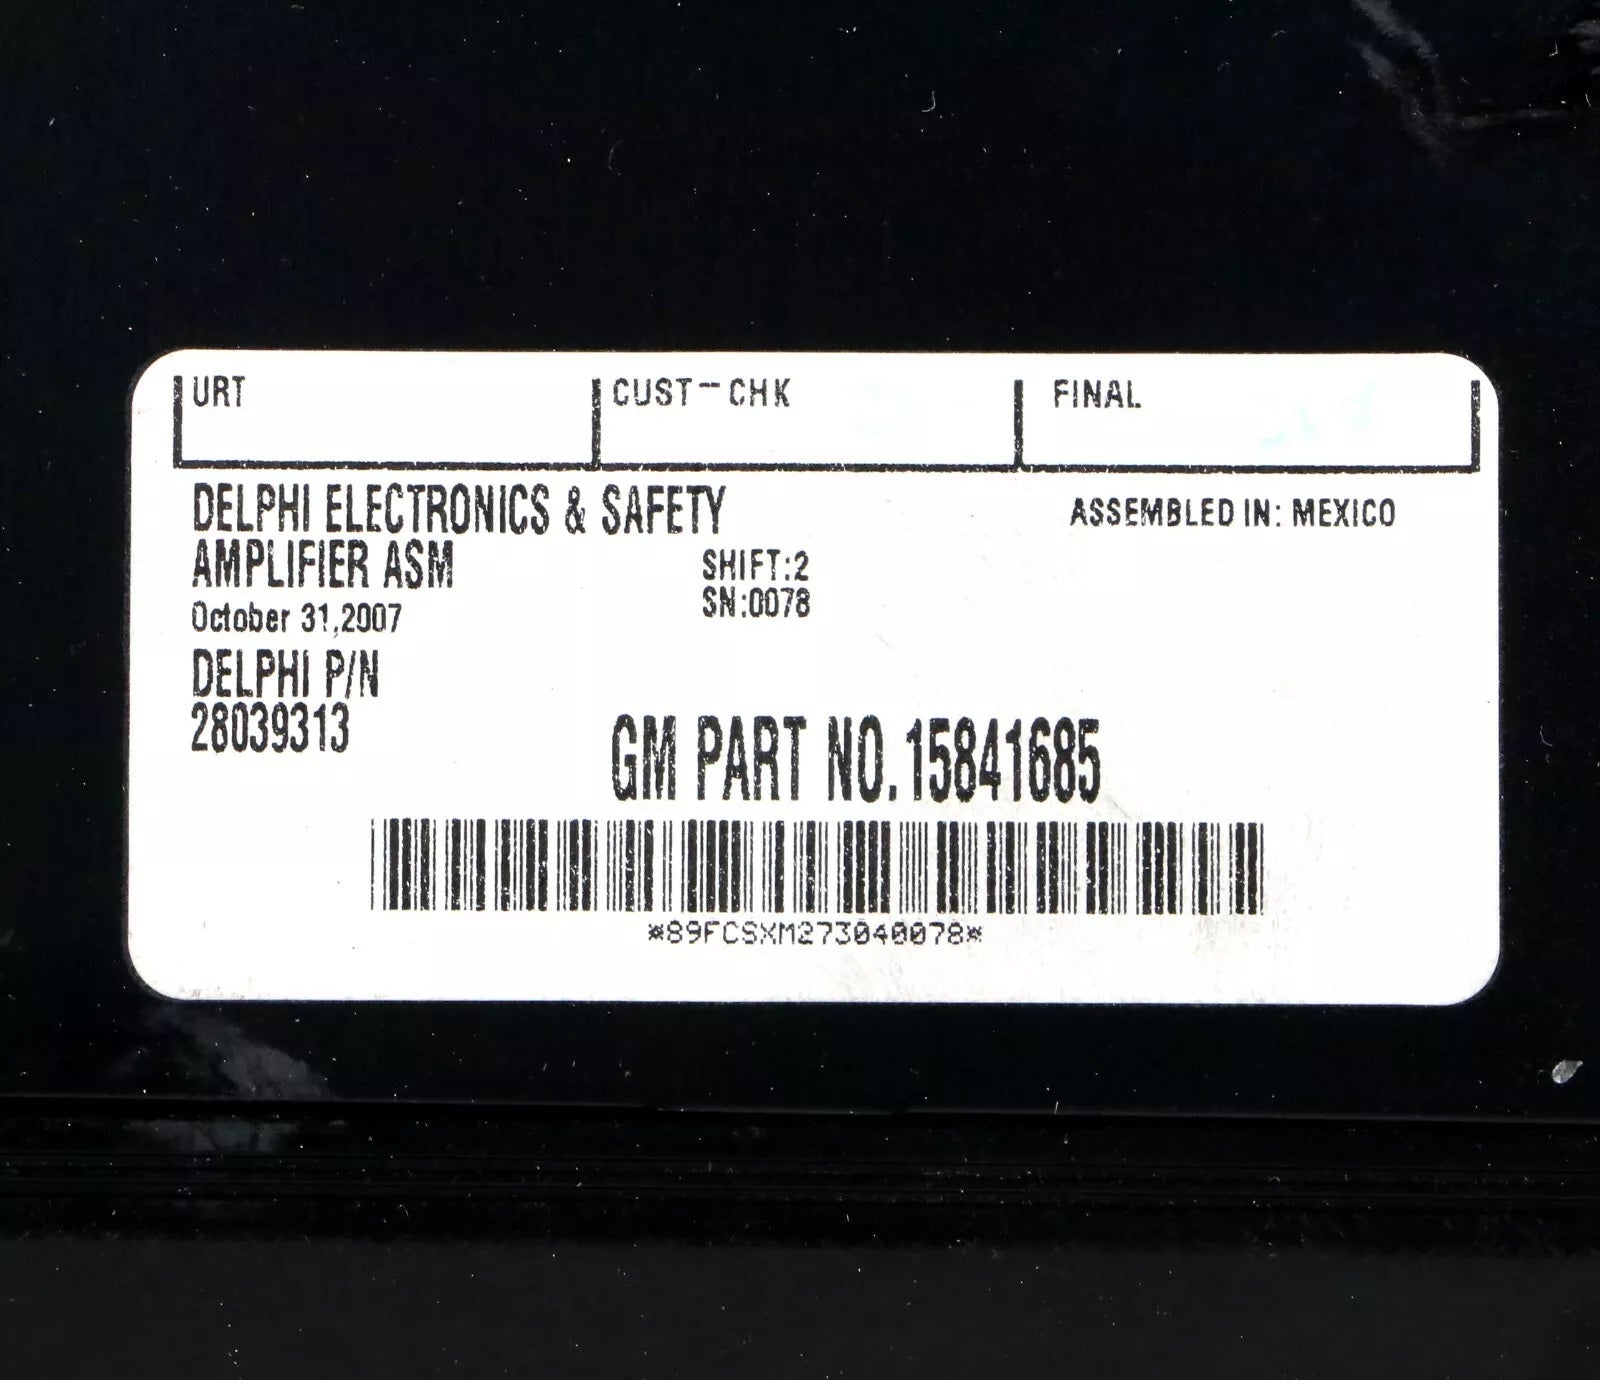 URT CUST-CHK FINAL
DELPHI ELECTRONICS & SAFETY ASSEMBLED IN: MEXICO
AMPLIFIER ASM SHIFT:2
October 31,2007 SN:0078
DELPHI P/N
28039313
GM PART NO.15841685
*89FCSXM273040078*